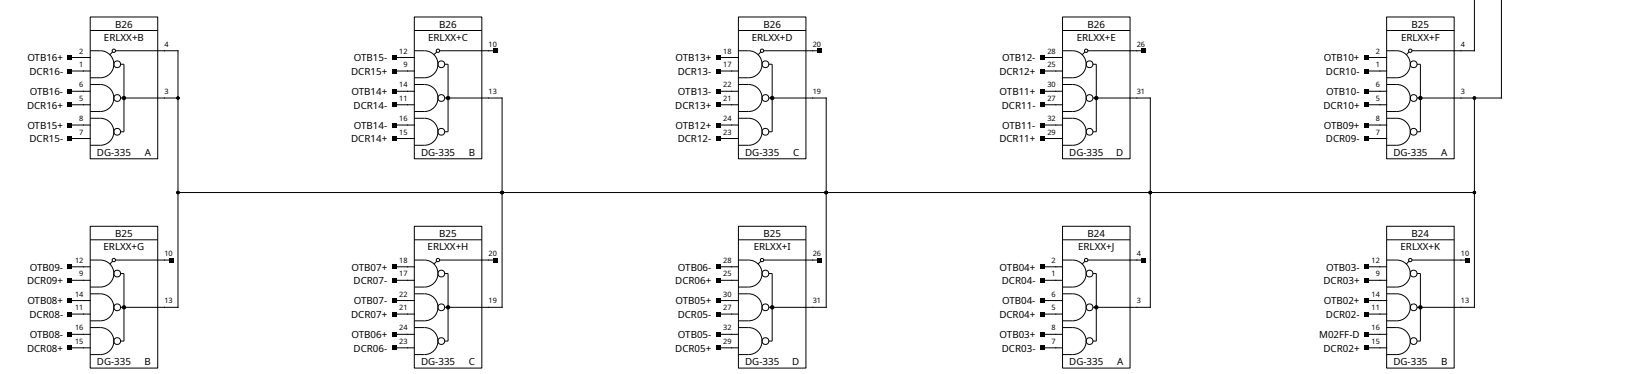 B26
ERLXX+B
4
2
OTB16+
1
DCR16-
6
OTB16-
3
5
DCR16+
8
OTB15+
7
DCR15-
DG-335 A
B26
ERLXX+C
10
12
OTB15-
9
DCR15+
14
OTB14+
13
11
DCR14-
16
OTB14-
15
DCR14+
DG-335 B
B26
ERLXX+D
20
18
OTB13+
17
DCR13-
22
OTB13-
19
21
DCR13+
24
OTB12+
23
DCR12-
DG-335 C
B26
ERLXX+E
26
28
OTB12-
25
DCR12+
30
OTB11+
31
27
DCR11-
32
OTB11-
29
DCR11+
DG-335 D
B25
ERLXX+F
4
2
OTB10+
1
DCR10-
6
OTB10-
3
5
DCR10+
8
OTB09+
7
DCR09-
DG-335 A
B25
ERLXX+G
10
12
OTB09-
9
DCR09+
14
OTB08+
13
11
DCR08-
16
OTB08-
15
DCR08+
DG-335 B
B25
ERLXX+H
20
18
OTB07+
17
DCR07-
22
OTB07-
19
21
DCR07+
24
OTB06+
23
DCR06-
DG-335 C
B25
ERLXX+I
26
28
OTB06-
25
DCR06+
30
OTB05+
31
27
DCR05-
32
OTB05-
29
DCR05+
DG-335 D
B24
ERLXX+J
4
2
OTB04+
1
DCR04-
6
OTB04-
3
5
DCR04+
8
OTB03+
7
DCR03-
DG-335 A
B24
ERLXX+K
10
12
OTB03-
9
DCR03+
14
OTB02+
13
11
DCR02-
16
M02FF-D
15
DCR02+
DG-335 B